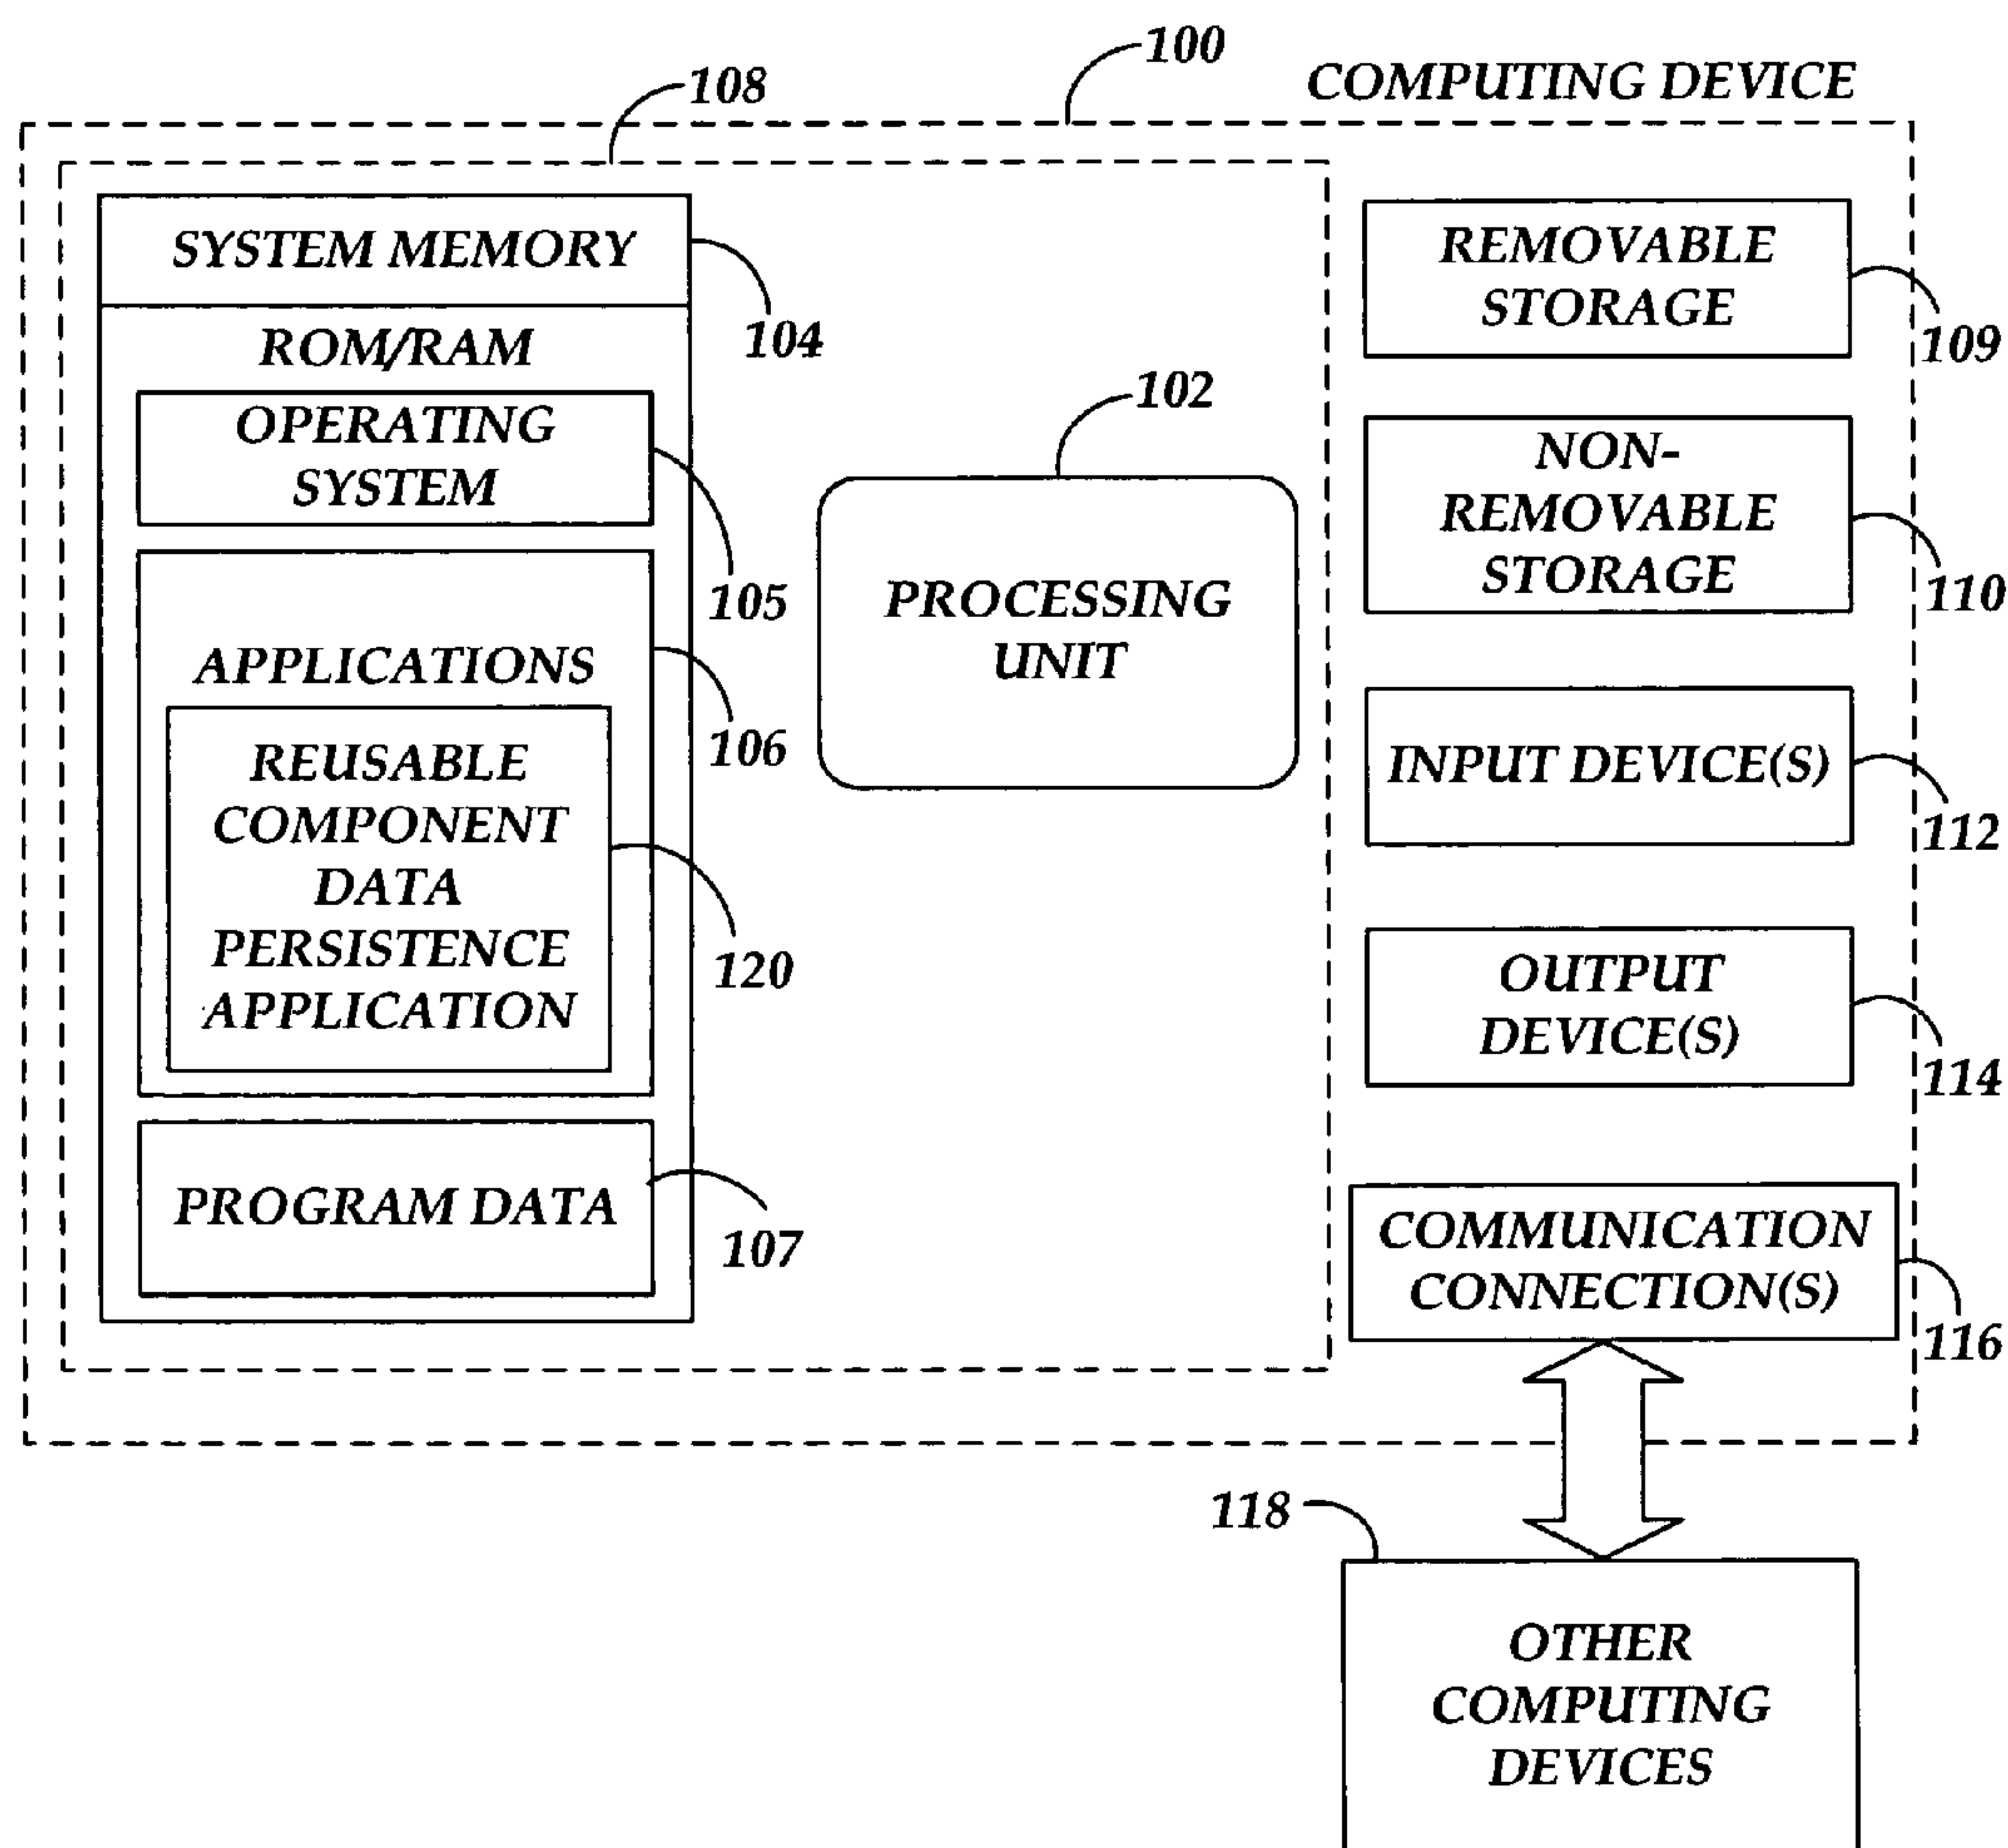 100
COMPUTING DEVICE
108
SYSTEM MEMORY
104
ROM/RAM
OPERATING
SYSTEM
105
APPLICATIONS
106
REUSABLE
COMPONENT
DATA
PERSISTENCE
APPLICATION
120
PROGRAM DATA
107
102
PROCESSING
UNIT
REMOVABLE
STORAGE
109
NON-
REMOVABLE
STORAGE
110
INPUT DEVICE(S)
112
OUTPUT
DEVICE(S)
114
COMMUNICATION
CONNECTION(S)
116
118
OTHER
COMPUTING
DEVICES